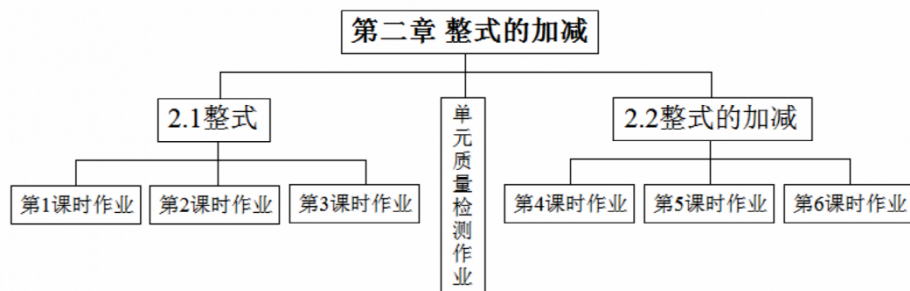 第二章 整式的加减
2.1整式
单元质量检测作业
2.2整式的加减
第1课时作业
第2课时作业
第3课时作业
第4课时作业
第5课时作业
第6课时作业